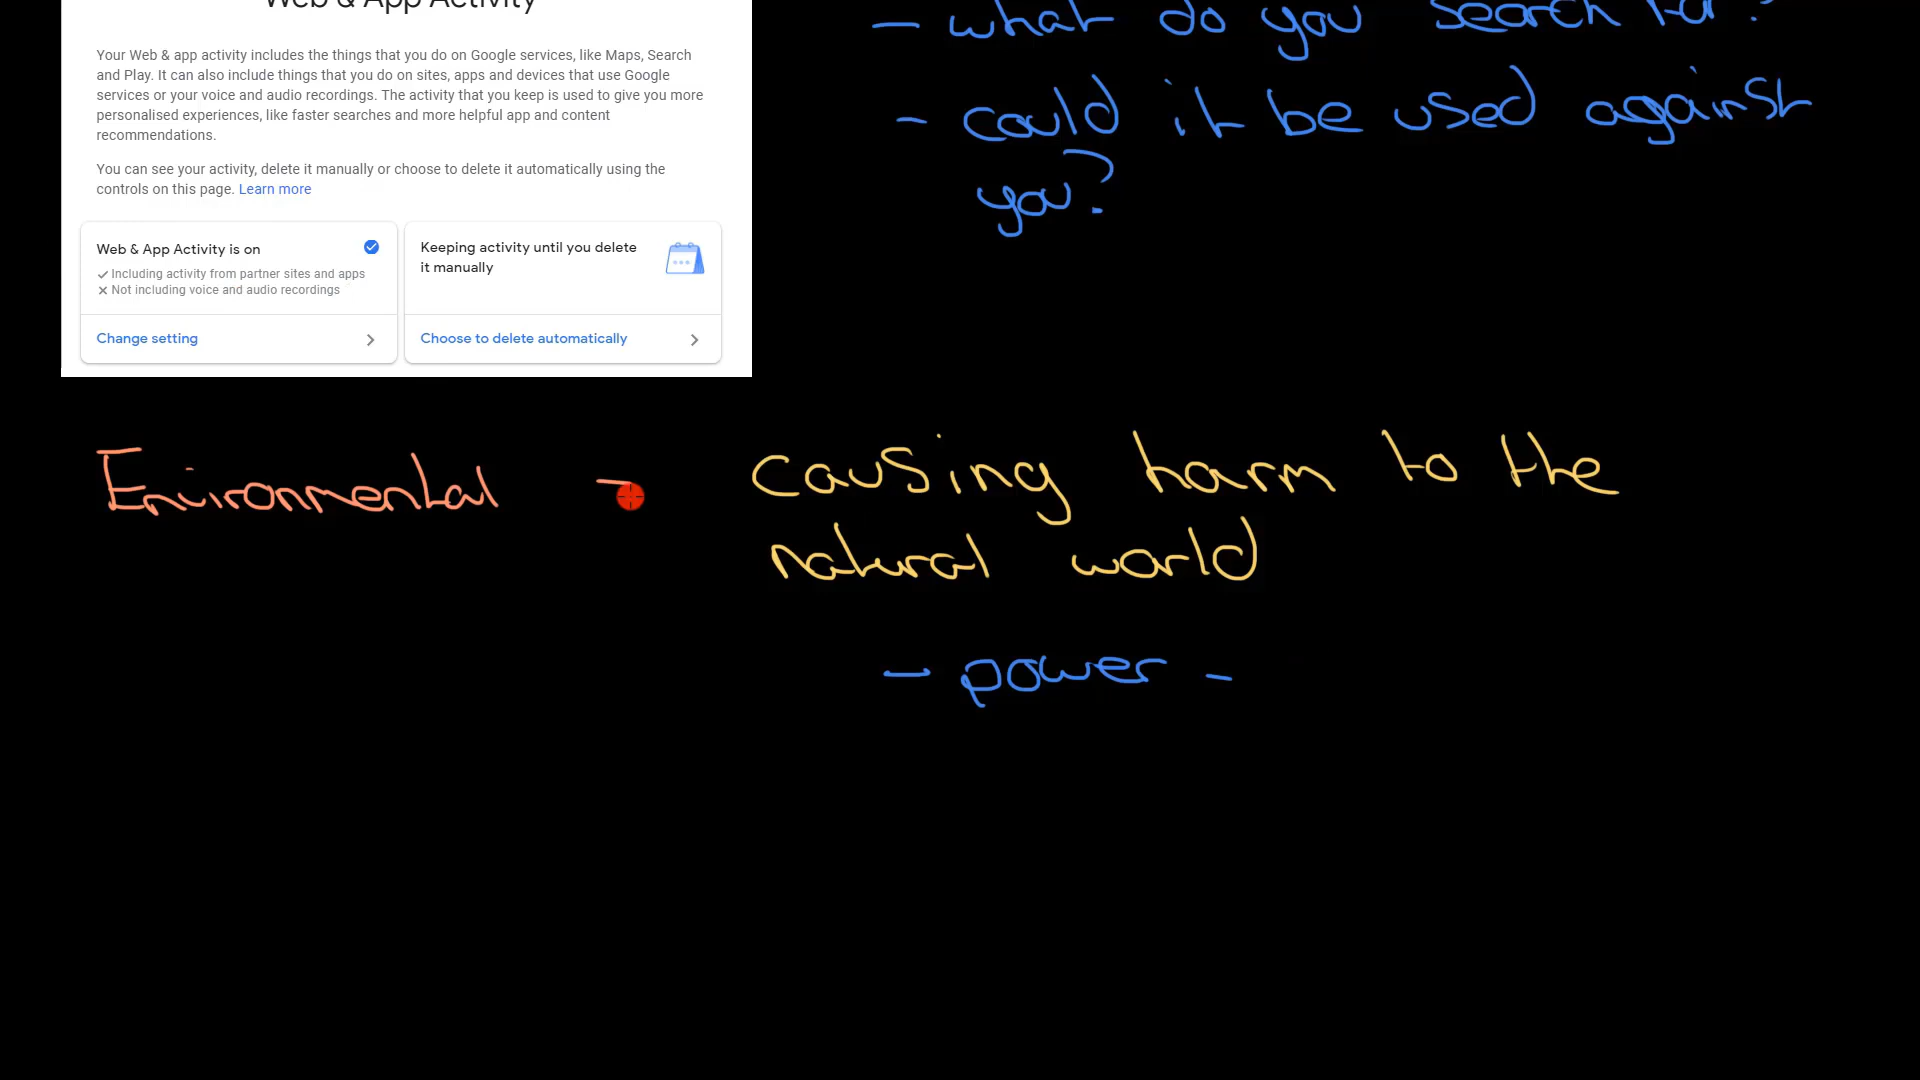 Web & App Activity
Your Web & app activity includes the things that you do on Google services, like Maps, Search
and Play. It can also include things that you do on sites, apps and devices that use Google
services or your voice and audio recordings. The activity that you keep is used to give you more
personalised experiences, like faster searches and more helpful app and content
recommendations.
You can see your activity, delete it manually or choose to delete it automatically using the
controls on this page. Learn more
Web & App Activity is on
Including activity from partner sites and apps
Not including voice and audio recordings
Change setting
Keeping activity until you delete
it manually
Choose to delete automatically
- what do you search for?
- could it be used against
you?
Enironmental -
causing harm to the
natural world
- power -